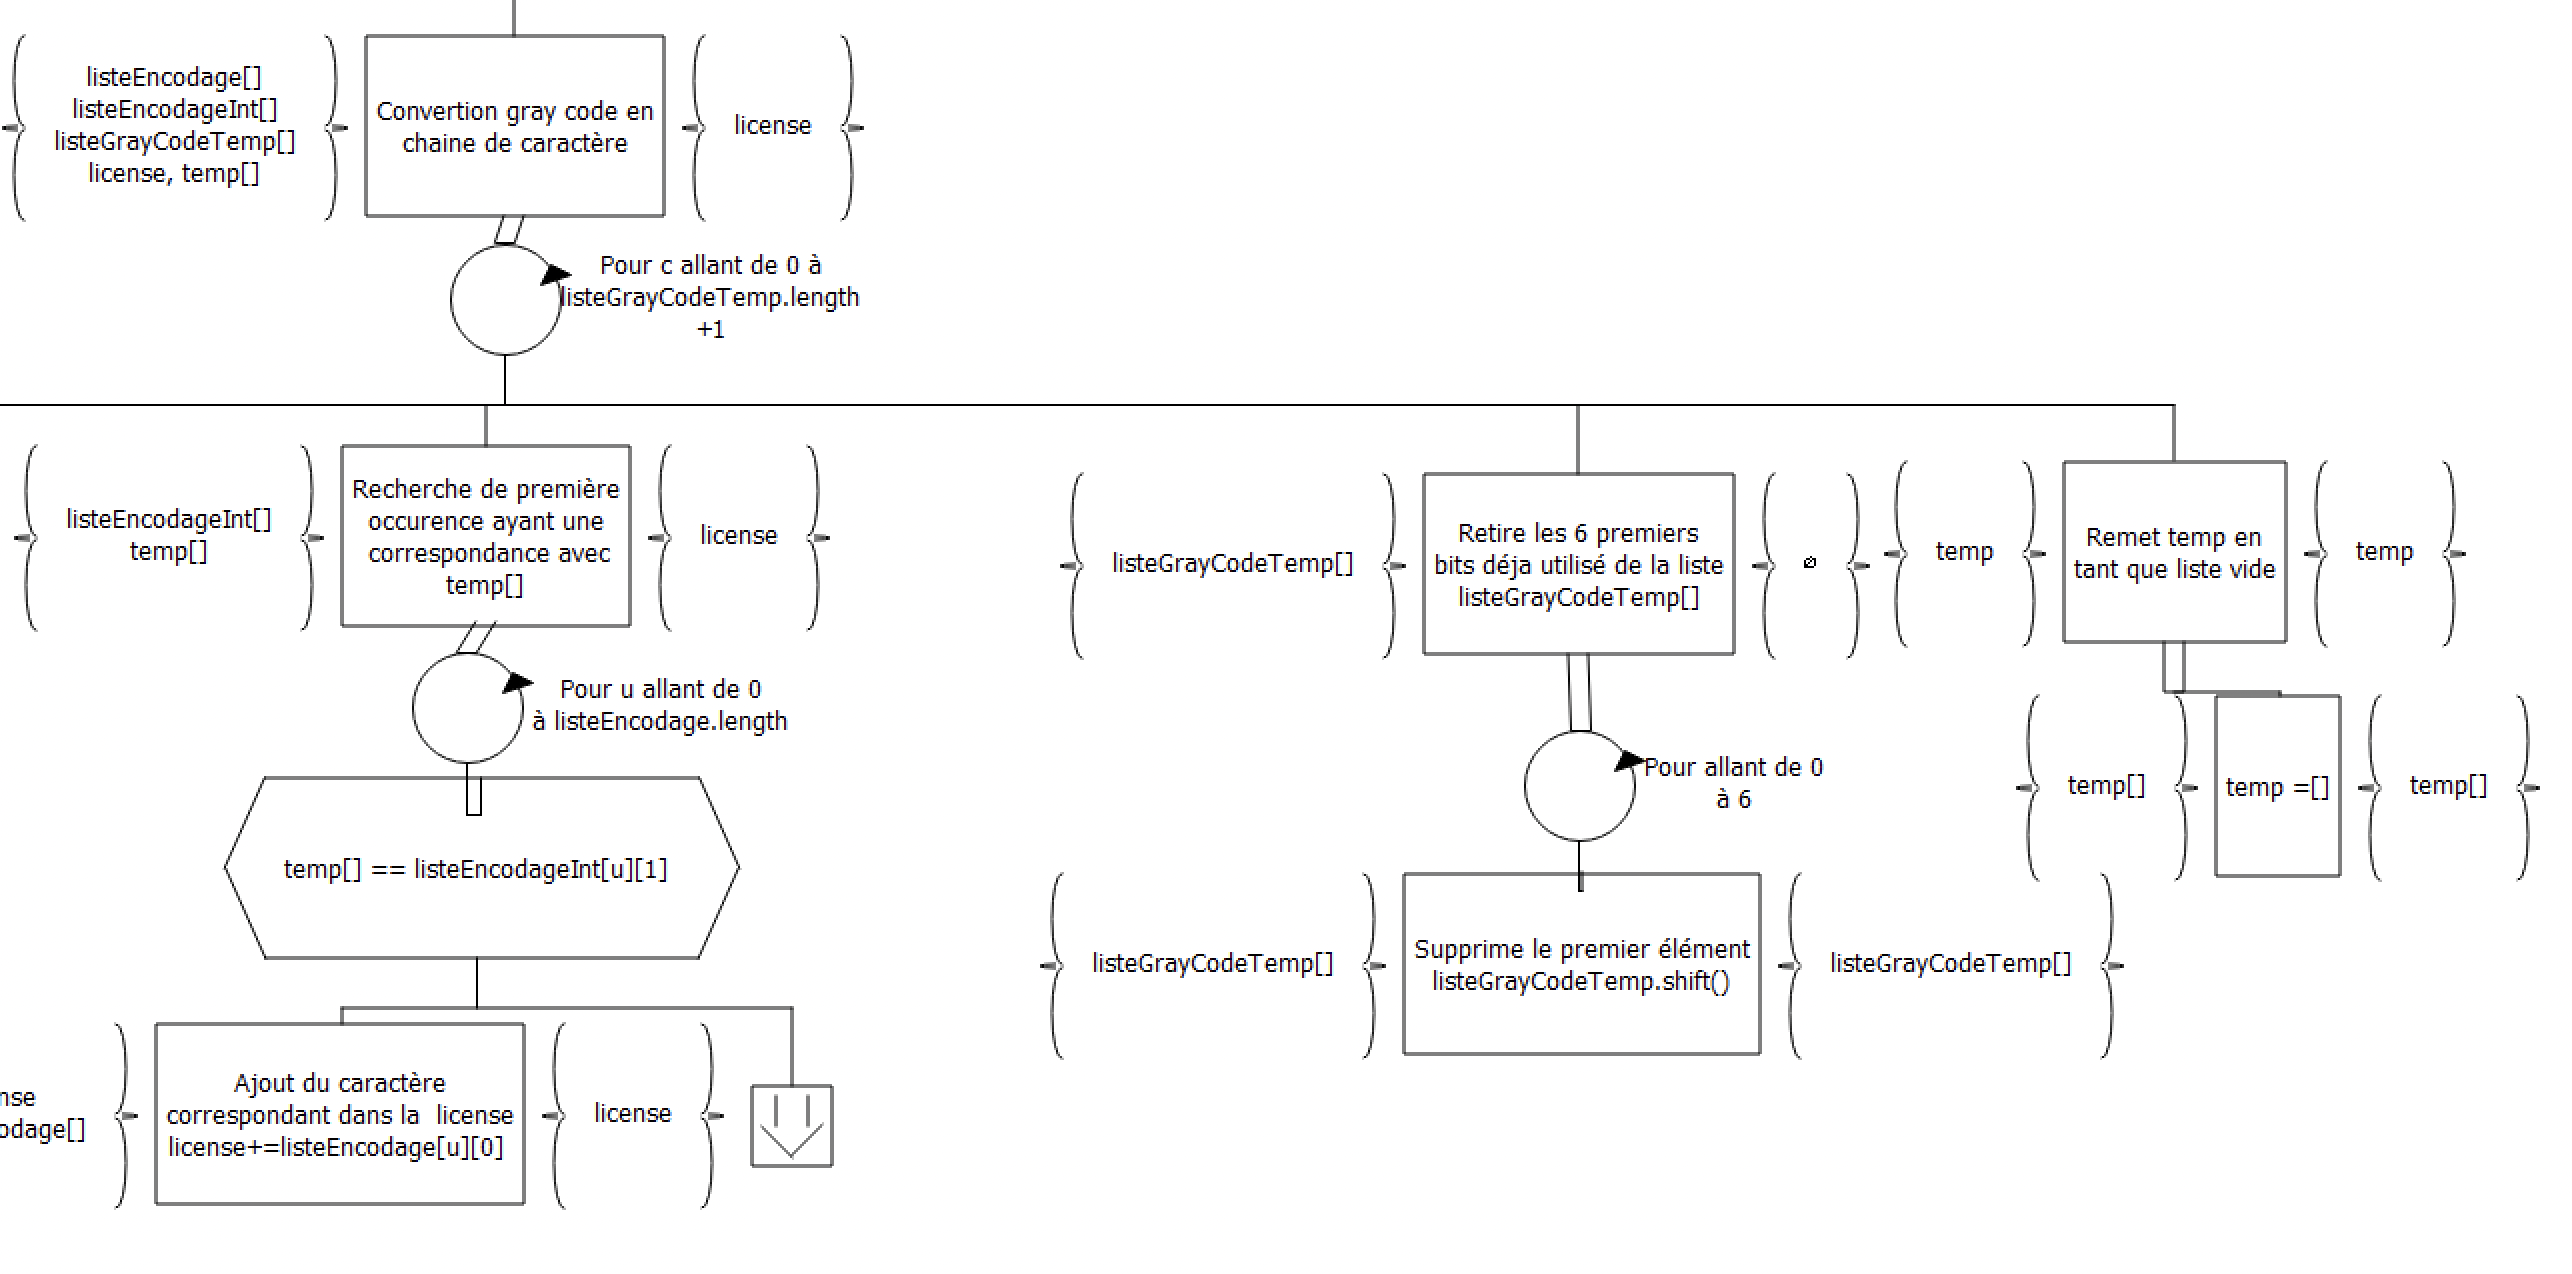 listeEncodage[]
listeEncodageInt[]
listeGrayCodeTemp[]
license, temp[]
Convertion gray code en
chaine de caractère
license
Pour c allant de 0 à
listeGrayCodeTemp.length
+1
listeEncodageInt[]
temp[]
Recherche de première
occurence ayant une
correspondance avec
temp[]
license
Pour u allant de 0
à listeEncodage.length
temp[] == listeEncodageInt[u][1]
nse
odage[]
Ajout du caractère
correspondant dans la  license
license+=listeEncodage[u][0]
license
listeGrayCodeTemp[]
Retire les 6 premiers
bits déja utilisé de la liste
listeGrayCodeTemp[]
∅
Pour allant de 0
à 6
listeGrayCodeTemp[]
Supprime le premier élément
listeGrayCodeTemp.shift()
listeGrayCodeTemp[]
temp
Remet temp en
tant que liste vide
temp
temp[]
temp =[]
temp[]